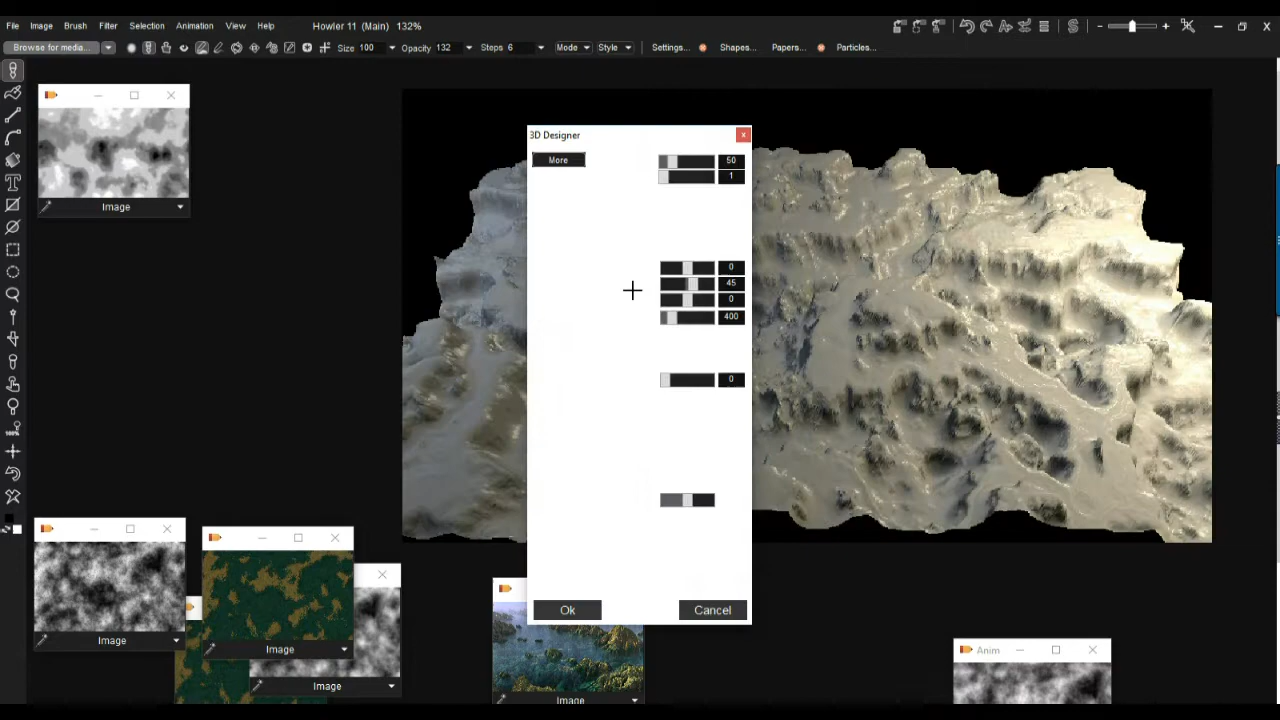 File Image Brush Filter Selection Animation View Help Howler 11 (Main) 132%
Browse for media... Size 100 Opacity 132 Steps 6 Mode Style Settings... Shapes... Papers... Particles...
3D Designer
More
50
1
0
45
0
400
0
Ok Cancel
Image
Image
Image
Image
Image
Anim